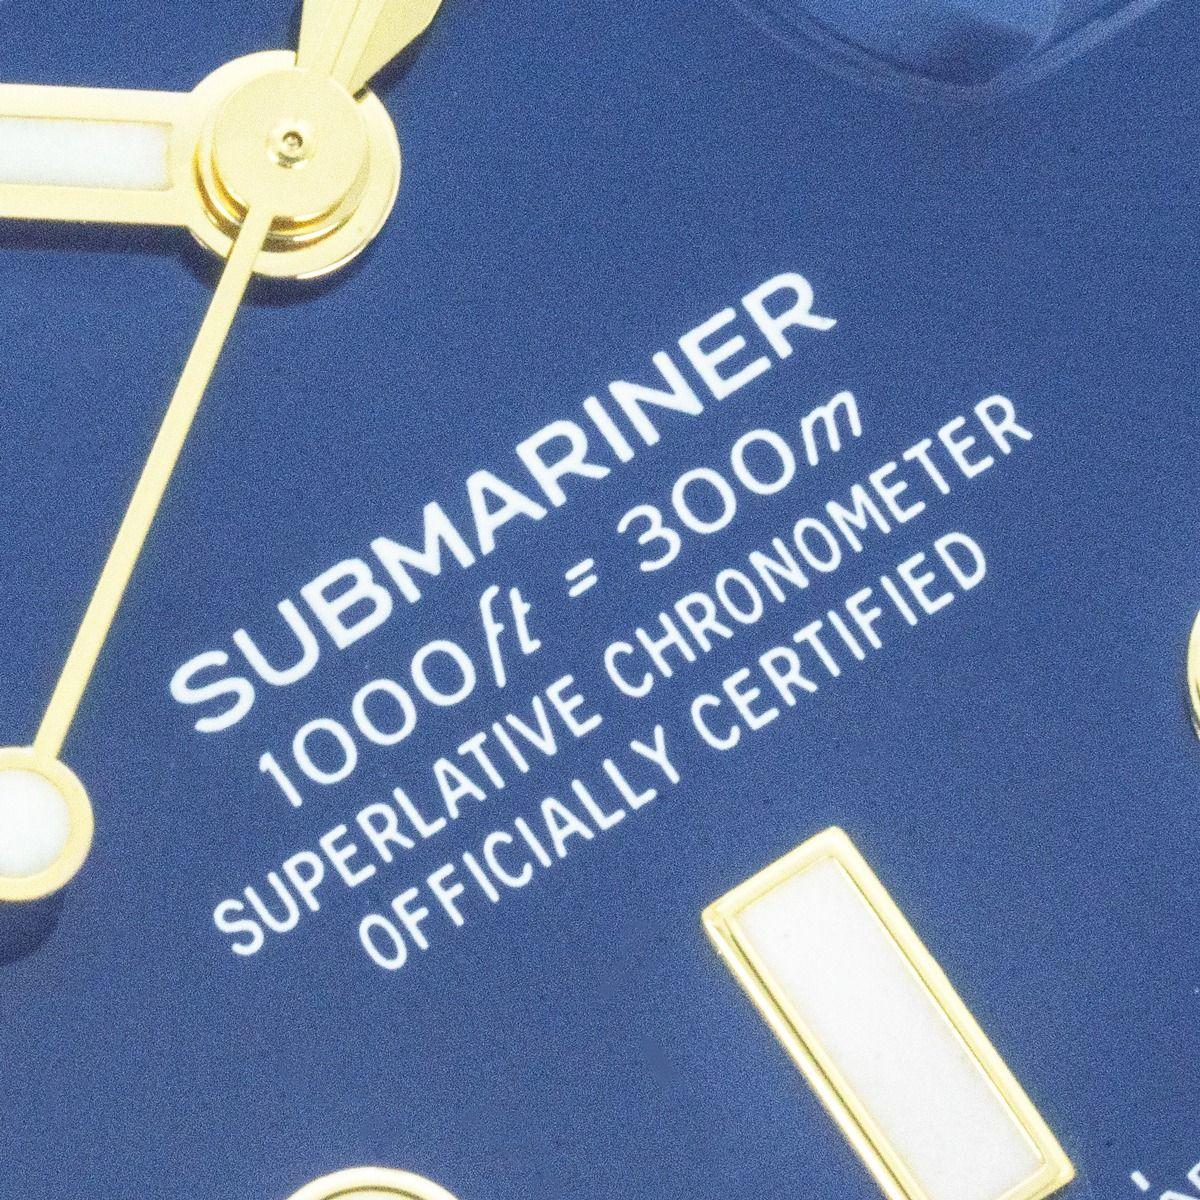 SUBMARINER
1000ft = 300m
SUPERLATIVE CHRONOMETER
OFFICIALLY CERTIFIED